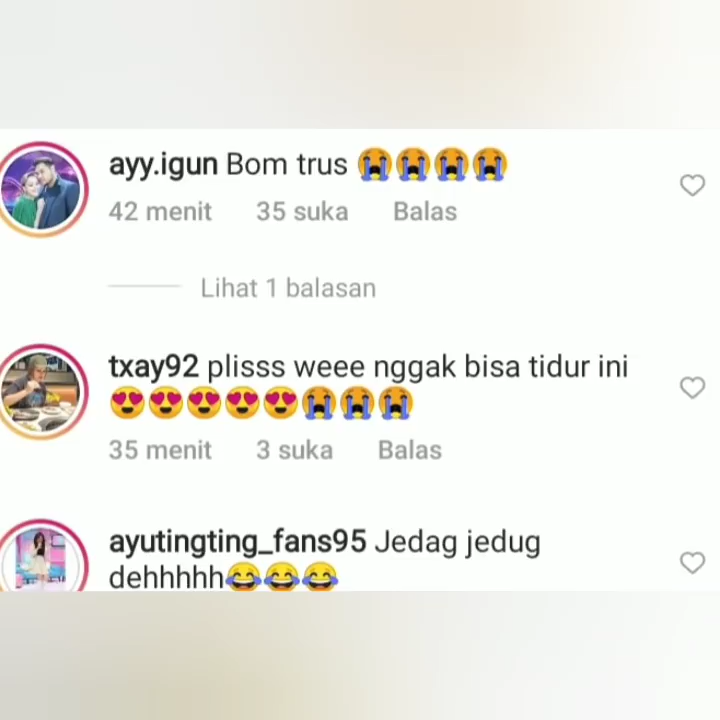 ayy.igun Bom trus 😭😭😭😭
42 menit 35 suka Balas
Lihat 1 balasan
txay92 plisss weee nggak bisa tidur ini
😍😍😍😍😍😭😭😭
35 menit 3 suka Balas
ayutingting_fans95 Jedag jedug
dehhhhh😂😂😂